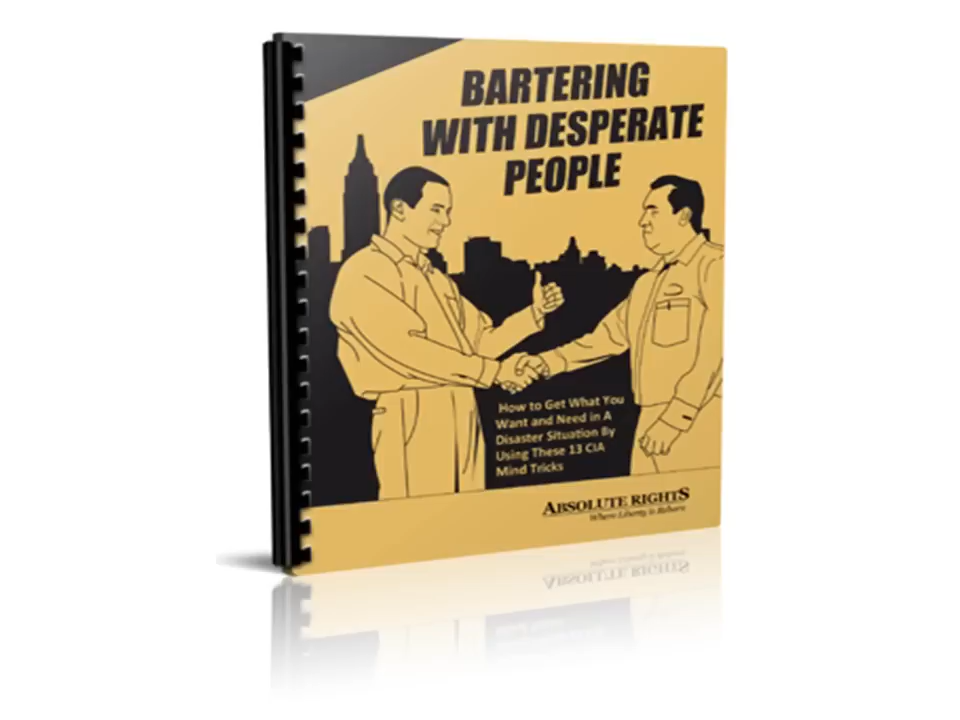 BARTERING
WITH DESPERATE
PEOPLE
How to Get What You
Want and Need in A
Disaster Situation By
Using These 13 CIA
Mind Tricks
ABSOLUTE RIGHTS
Where Liberty is Reborn